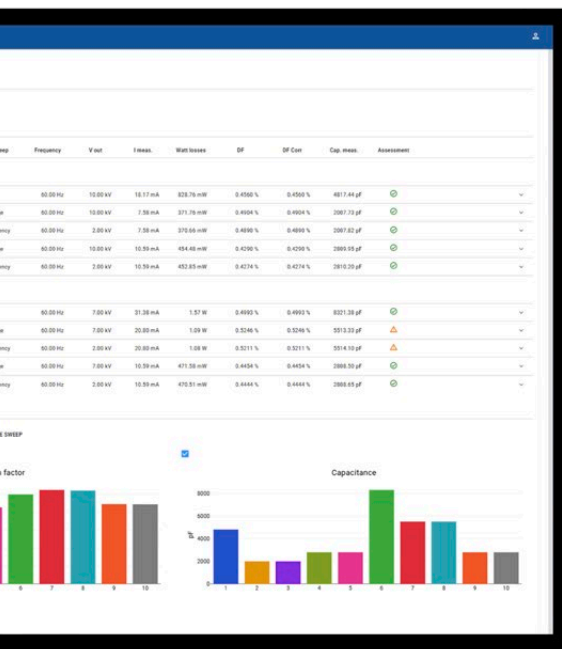 eep Frequency V out I meas. Watt losses DF DF Corr Cap. meas. Assessment
60.00 Hz 10.00 kV 18.17 mA 828.76 mW 0.4560 % 0.4560 % 4817.44 pF
60.00 Hz 10.00 kV 7.58 mA 371.76 mW 0.4904 % 0.4904 % 2007.73 pF
ency 60.00 Hz 2.00 kV 7.58 mA 370.66 mW 0.4890 % 0.4890 % 2007.62 pF
60.00 Hz 10.00 kV 10.59 mA 454.48 mW 0.4290 % 0.4290 % 2809.95 pF
ency 60.00 Hz 2.00 kV 10.59 mA 452.85 mW 0.4274 % 0.4274 % 2810.20 pF
60.00 Hz 7.00 kV 31.38 mA 1.57 W 0.4993 % 0.4993 % 8321.38 pF
60.00 Hz 7.00 kV 20.80 mA 1.09 W 0.5246 % 0.5246 % 5513.33 pF
ency 60.00 Hz 2.00 kV 20.80 mA 1.08 W 0.5211 % 0.5211 % 5514.10 pF
60.00 Hz 7.00 kV 10.59 mA 471.58 mW 0.4454 % 0.4454 % 2808.50 pF
ency 60.00 Hz 2.00 kV 10.59 mA 470.51 mW 0.4444 % 0.4444 % 2808.65 pF
E SWEEP
factor
6 7 8 9 10
Capacitance
8000
6000
pF
4000
2000
0
1 2 3 4 5 6 7 8 9 10